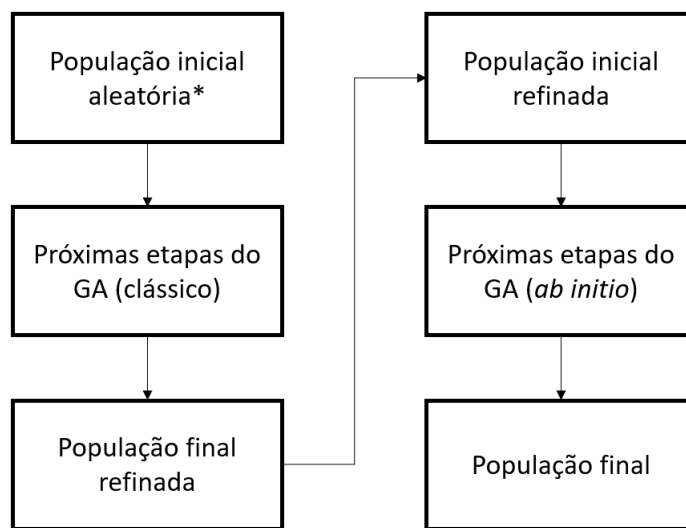 População inicial
aleatória*
Próximas etapas do
GA (clássico)
População final
refinada
População inicial
refinada
Próximas etapas do
GA (ab initio)
População final